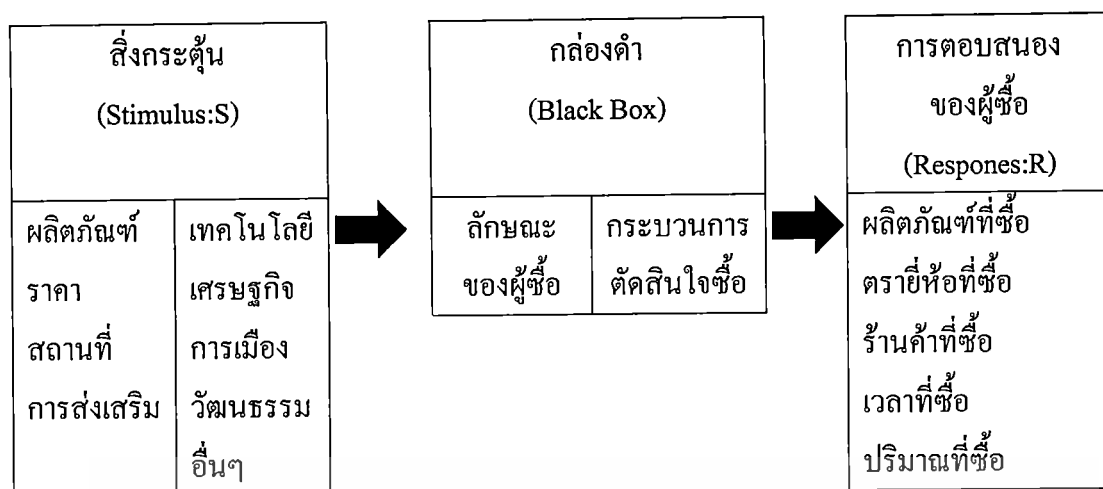 สิ่งกระตุ้น
(Stimulus:S)
ผลิตภัณฑ์
ราคา
สถานที่
การส่งเสริม
เทคโนโลยี
เศรษฐกิจ
การเมือง
วัฒนธรรม
อื่นๆ
กล่องดำ
(Black Box)
ลักษณะ
ของผู้ซื้อ
กระบวนการ
ตัดสินใจซื้อ
การตอบสนอง
ของผู้ซื้อ
(Respones:R)
ผลิตภัณฑ์ที่ซื้อ
ตรายี่ห้อที่ซื้อ
ร้านค้าที่ซื้อ
เวลาที่ซื้อ
ปริมาณที่ซื้อ